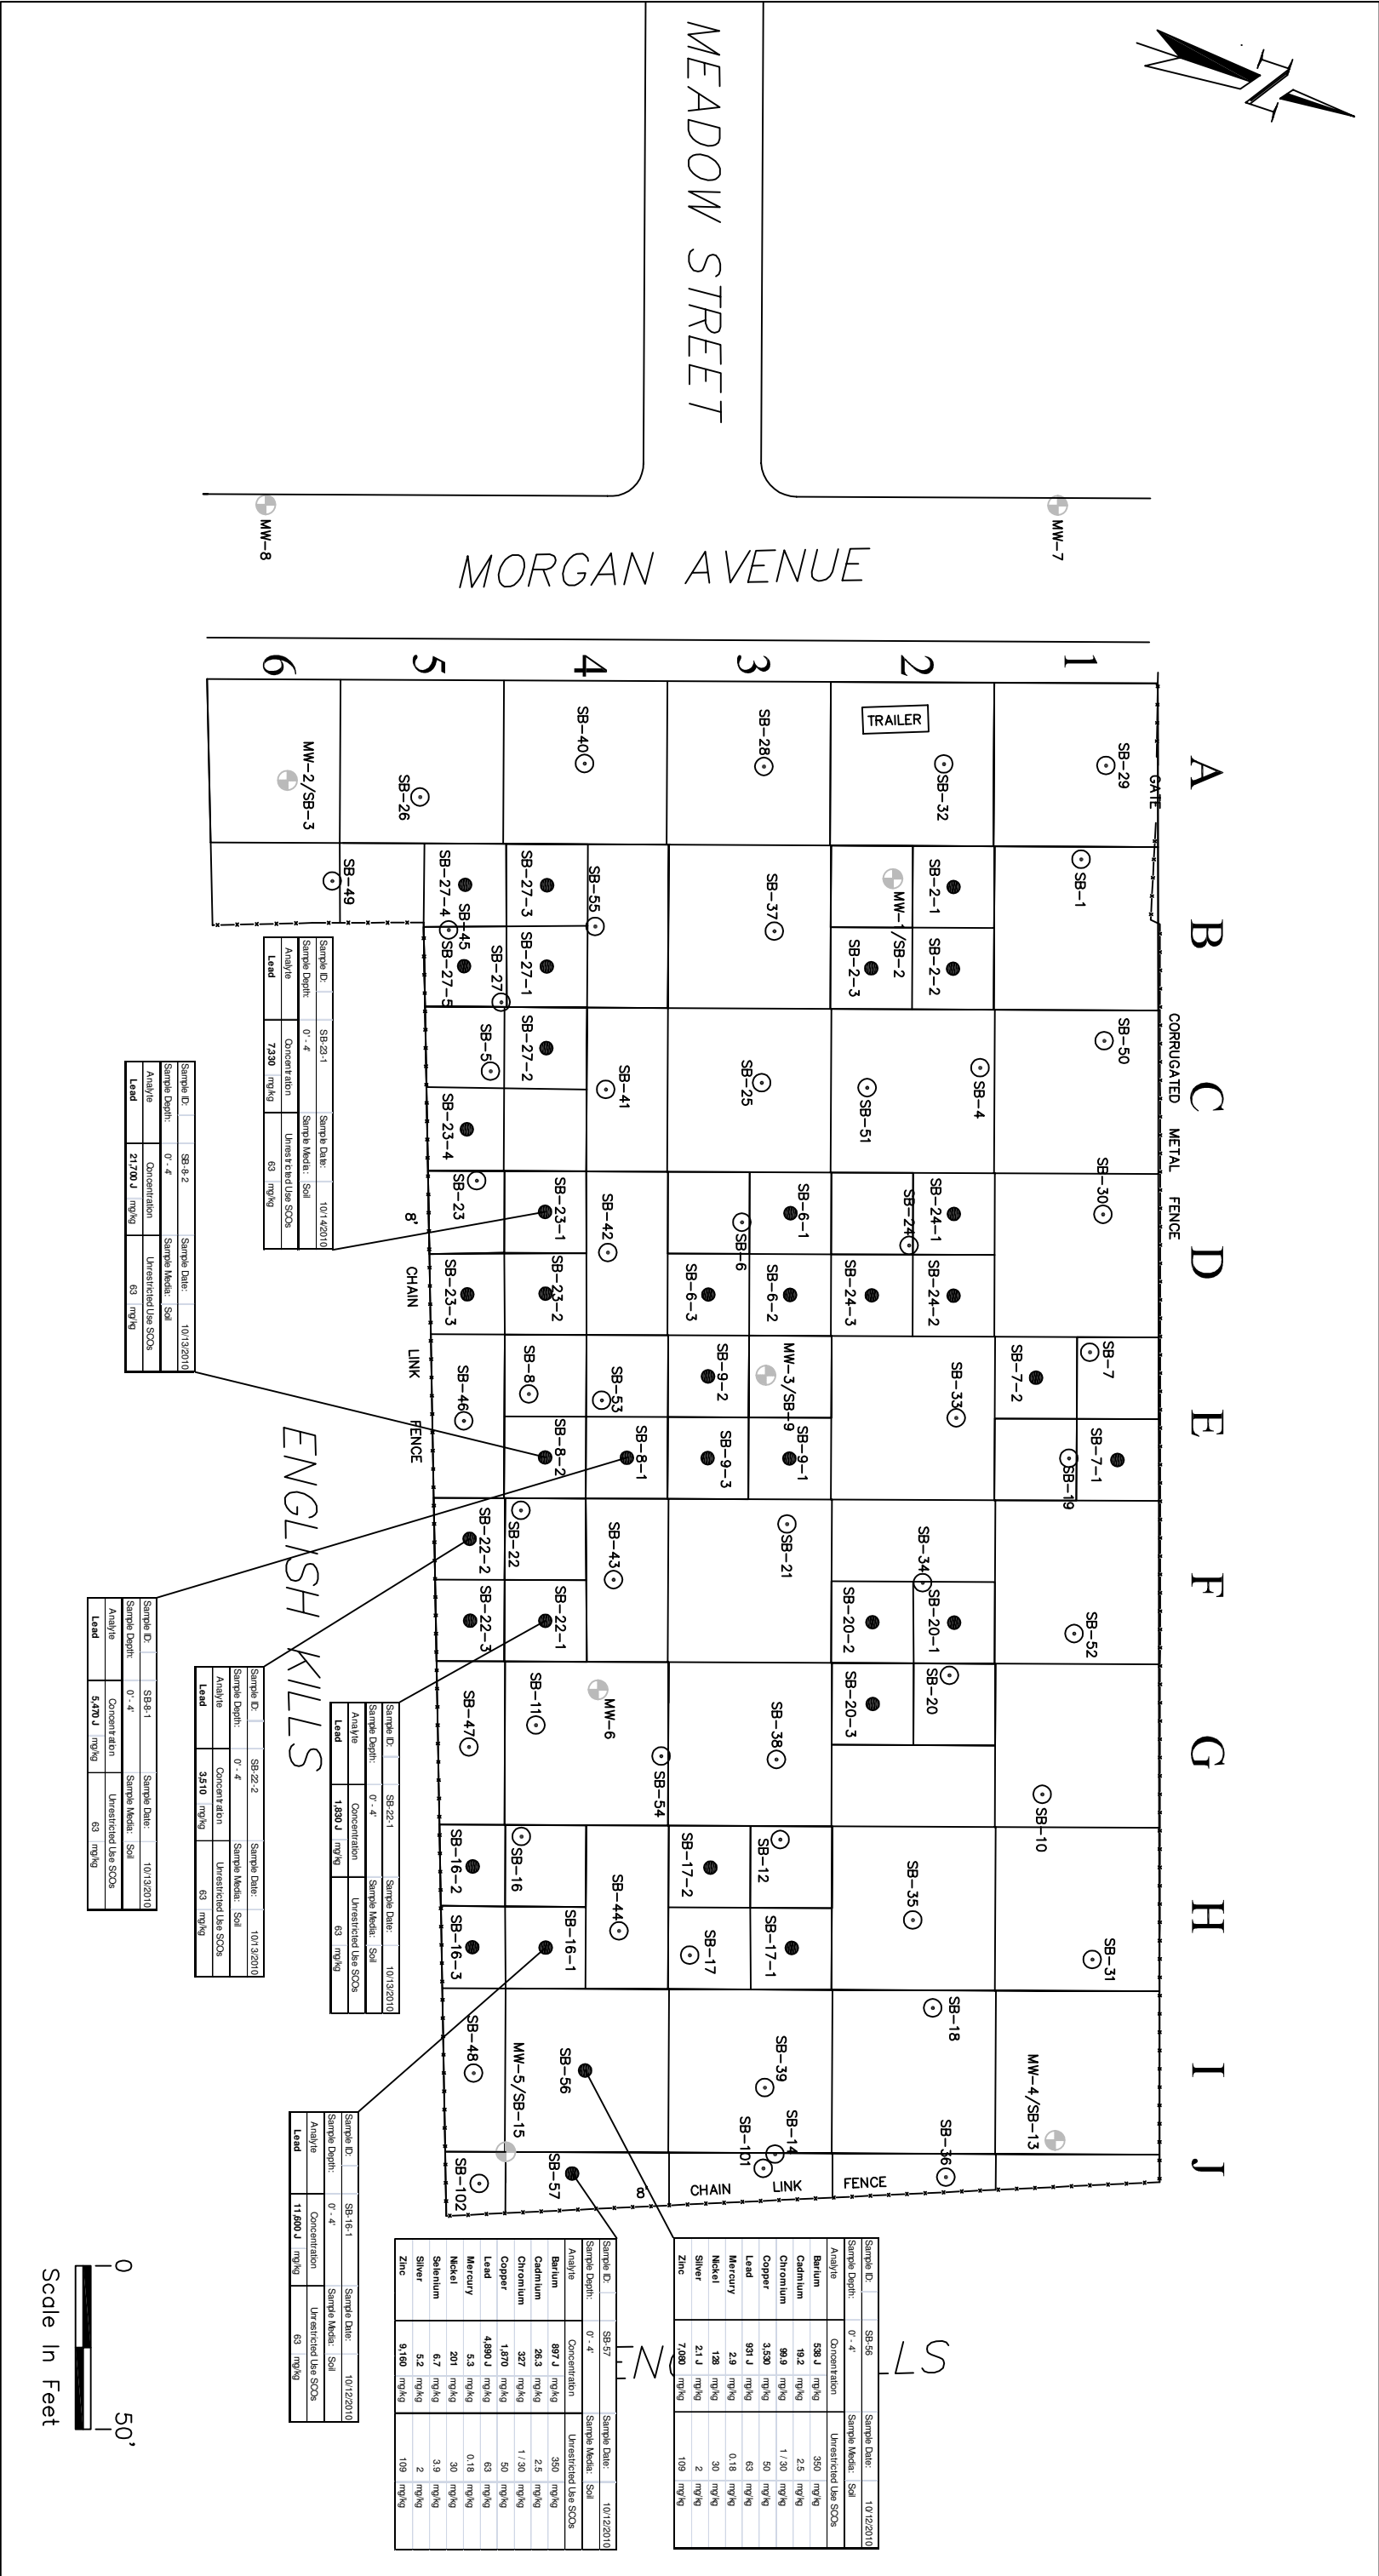 N
MEADOW STREET
MORGAN AVENUE
MW-7
MW-8
A
B
C
D
E
F
G
H
I
J
1
2
3
4
5
6
GATE
CORRUGATED METAL FENCE
TRAILER
SB-29
SB-1
SB-50
SB-30
SB-7
SB-7-1
SB-7-2
SB-19
SB-52
SB-10
SB-31
MW-4/SB-13
SB-32
SB-2-1
SB-2-2
MW-1/SB-2
SB-2-3
SB-4
SB-51
SB-24-1
SB-24
SB-24-2
SB-24-3
SB-33
SB-34
SB-20-1
SB-20-2
SB-20
SB-20-3
SB-35
SB-18
SB-36
SB-28
SB-37
SB-25
SB-6-1
SB-6
SB-6-2
SB-6-3
MW-3/SB-9
SB-9-2
SB-9-1
SB-9-3
SB-21
SB-38
SB-12
SB-17-2
SB-17-1
SB-17
SB-39
SB-14
SB-101
SB-40
SB-55
SB-27-3
SB-27-1
SB-27
SB-41
SB-27-2
SB-42
SB-23-1
SB-23-2
SB-53
SB-8
SB-8-1
SB-8-2
SB-43
SB-22
SB-22-1
MW-6
SB-11
SB-54
SB-44
SB-16
SB-16-1
SB-56
MW-5/SB-15
SB-57
SB-26
SB-49
SB-27-4
SB-45
SB-27-5
SB-5
SB-23-4
SB-23
SB-23-3
SB-46
SB-22-2
SB-22-3
SB-47
SB-16-2
SB-16-3
SB-48
SB-102
MW-2/SB-3
8' CHAIN LINK FENCE
8' CHAIN LINK FENCE
ENGLISH KILLS
ENG LS
Sample ID: SB-23-1 Sample Date: 10/14/2010
Sample Depth: 0' - 4' Sample Media: Soil
Analyte Concentration Unrestricted Use SCOs
Lead 7,330 mg/kg 63 mg/kg
Sample ID: SB-8-2 Sample Date: 10/13/2010
Sample Depth: 0' - 4' Sample Media: Soil
Analyte Concentration Unrestricted Use SCOs
Lead 21,700 J mg/kg 63 mg/kg
Sample ID: SB-8-1 Sample Date: 10/13/2010
Sample Depth: 0' - 4' Sample Media: Soil
Analyte Concentration Unrestricted Use SCOs
Lead 5,470 J mg/kg 63 mg/kg
Sample ID: SB-22-2 Sample Date: 10/13/2010
Sample Depth: 0' - 4' Sample Media: Soil
Analyte Concentration Unrestricted Use SCOs
Lead 3,510 mg/kg 63 mg/kg
Sample ID: SB-22-1 Sample Date: 10/13/2010
Sample Depth: 0' - 4' Sample Media: Soil
Analyte Concentration Unrestricted Use SCOs
Lead 1,830 J mg/kg 63 mg/kg
Sample ID: SB-16-1 Sample Date: 10/12/2010
Sample Depth: 0' - 4' Sample Media: Soil
Analyte Concentration Unrestricted Use SCOs
Lead 11,600 J mg/kg 63 mg/kg
Sample ID: SB-57 Sample Date: 10/12/2010
Sample Depth: 0' - 4' Sample Media: Soil
Analyte Concentration Unrestricted Use SCOs
Barium 897 J mg/kg 350 mg/kg
Cadmium 26.3 mg/kg 2.5 mg/kg
Chromium 327 mg/kg 1 / 30 mg/kg
Copper 1,870 mg/kg 50 mg/kg
Lead 4,890 J mg/kg 63 mg/kg
Mercury 5.3 mg/kg 0.18 mg/kg
Nickel 201 mg/kg 30 mg/kg
Selenium 6.7 mg/kg 3.9 mg/kg
Silver 5.2 mg/kg 2 mg/kg
Zinc 9,160 mg/kg 109 mg/kg
Sample ID: SB-56 Sample Date: 10/12/2010
Sample Depth: 0' - 4' Sample Media: Soil
Analyte Concentration Unrestricted Use SCOs
Barium 538 J mg/kg 350 mg/kg
Cadmium 19.2 mg/kg 2.5 mg/kg
Chromium 99.9 mg/kg 1 / 30 mg/kg
Copper 3,530 mg/kg 50 mg/kg
Lead 931 J mg/kg 63 mg/kg
Mercury 2.9 mg/kg 0.18 mg/kg
Nickel 128 mg/kg 30 mg/kg
Silver 2.1 J mg/kg 2 mg/kg
Zinc 7,080 mg/kg 109 mg/kg
0 50'
Scale In Feet